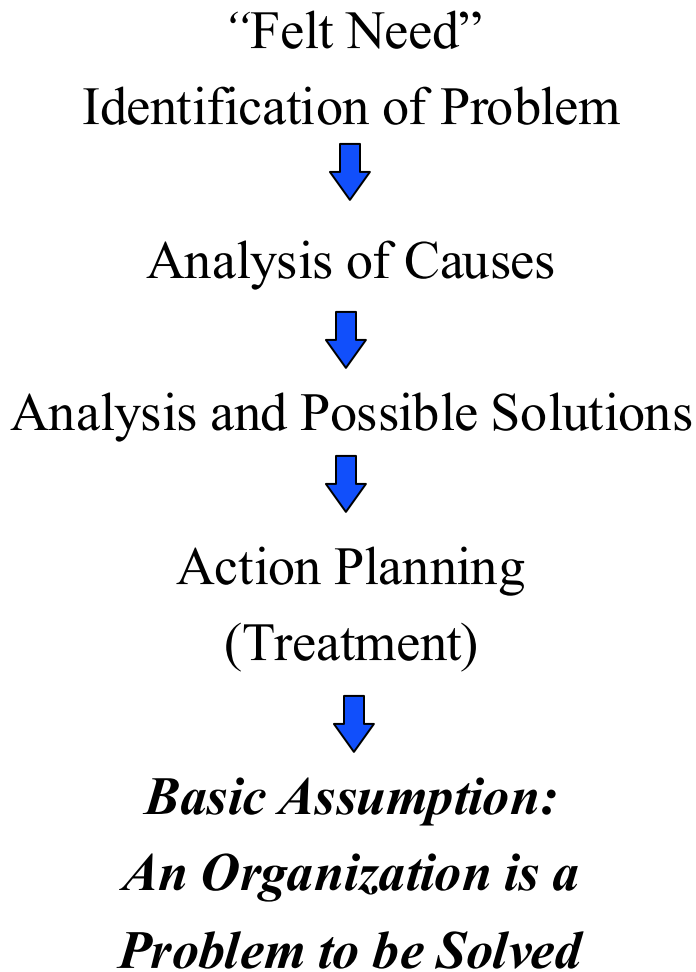 “Felt Need”
Identification of Problem
Analysis of Causes
Analysis and Possible Solutions
Action Planning
(Treatment)
Basic Assumption:
An Organization is a
Problem to be Solved